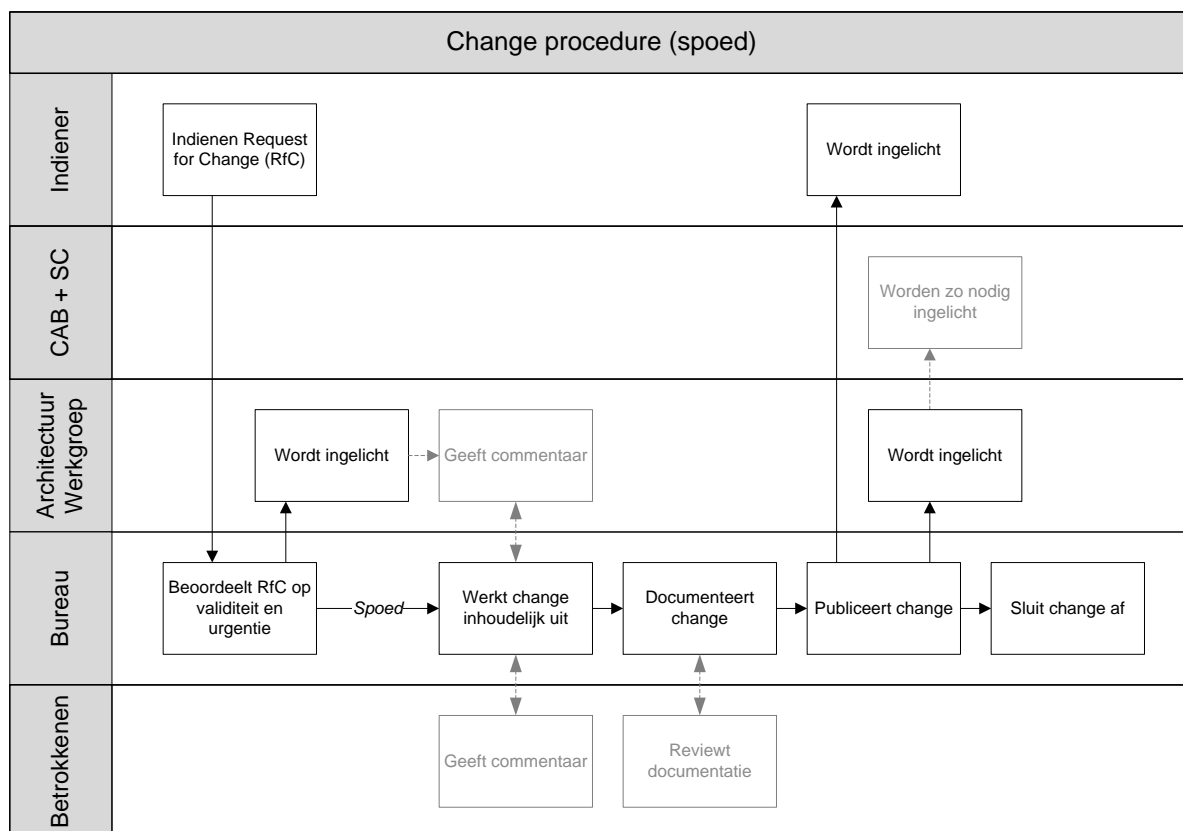 Change procedure (spoed)
Indiener
Indienen Request
for Change (RfC)
Wordt ingelicht
CAB + SC
Worden zo nodig
ingelicht
Architectuur
Werkgroep
Wordt ingelicht
Geeft commentaar
Wordt ingelicht
Bureau
Beoordeelt RfC op
validiteit en
urgentie
Spoed
Werkt change
inhoudelijk uit
Documenteert
change
Publiceert change
Sluit change af
Betrokkenen
Geeft commentaar
Reviewt
documentatie